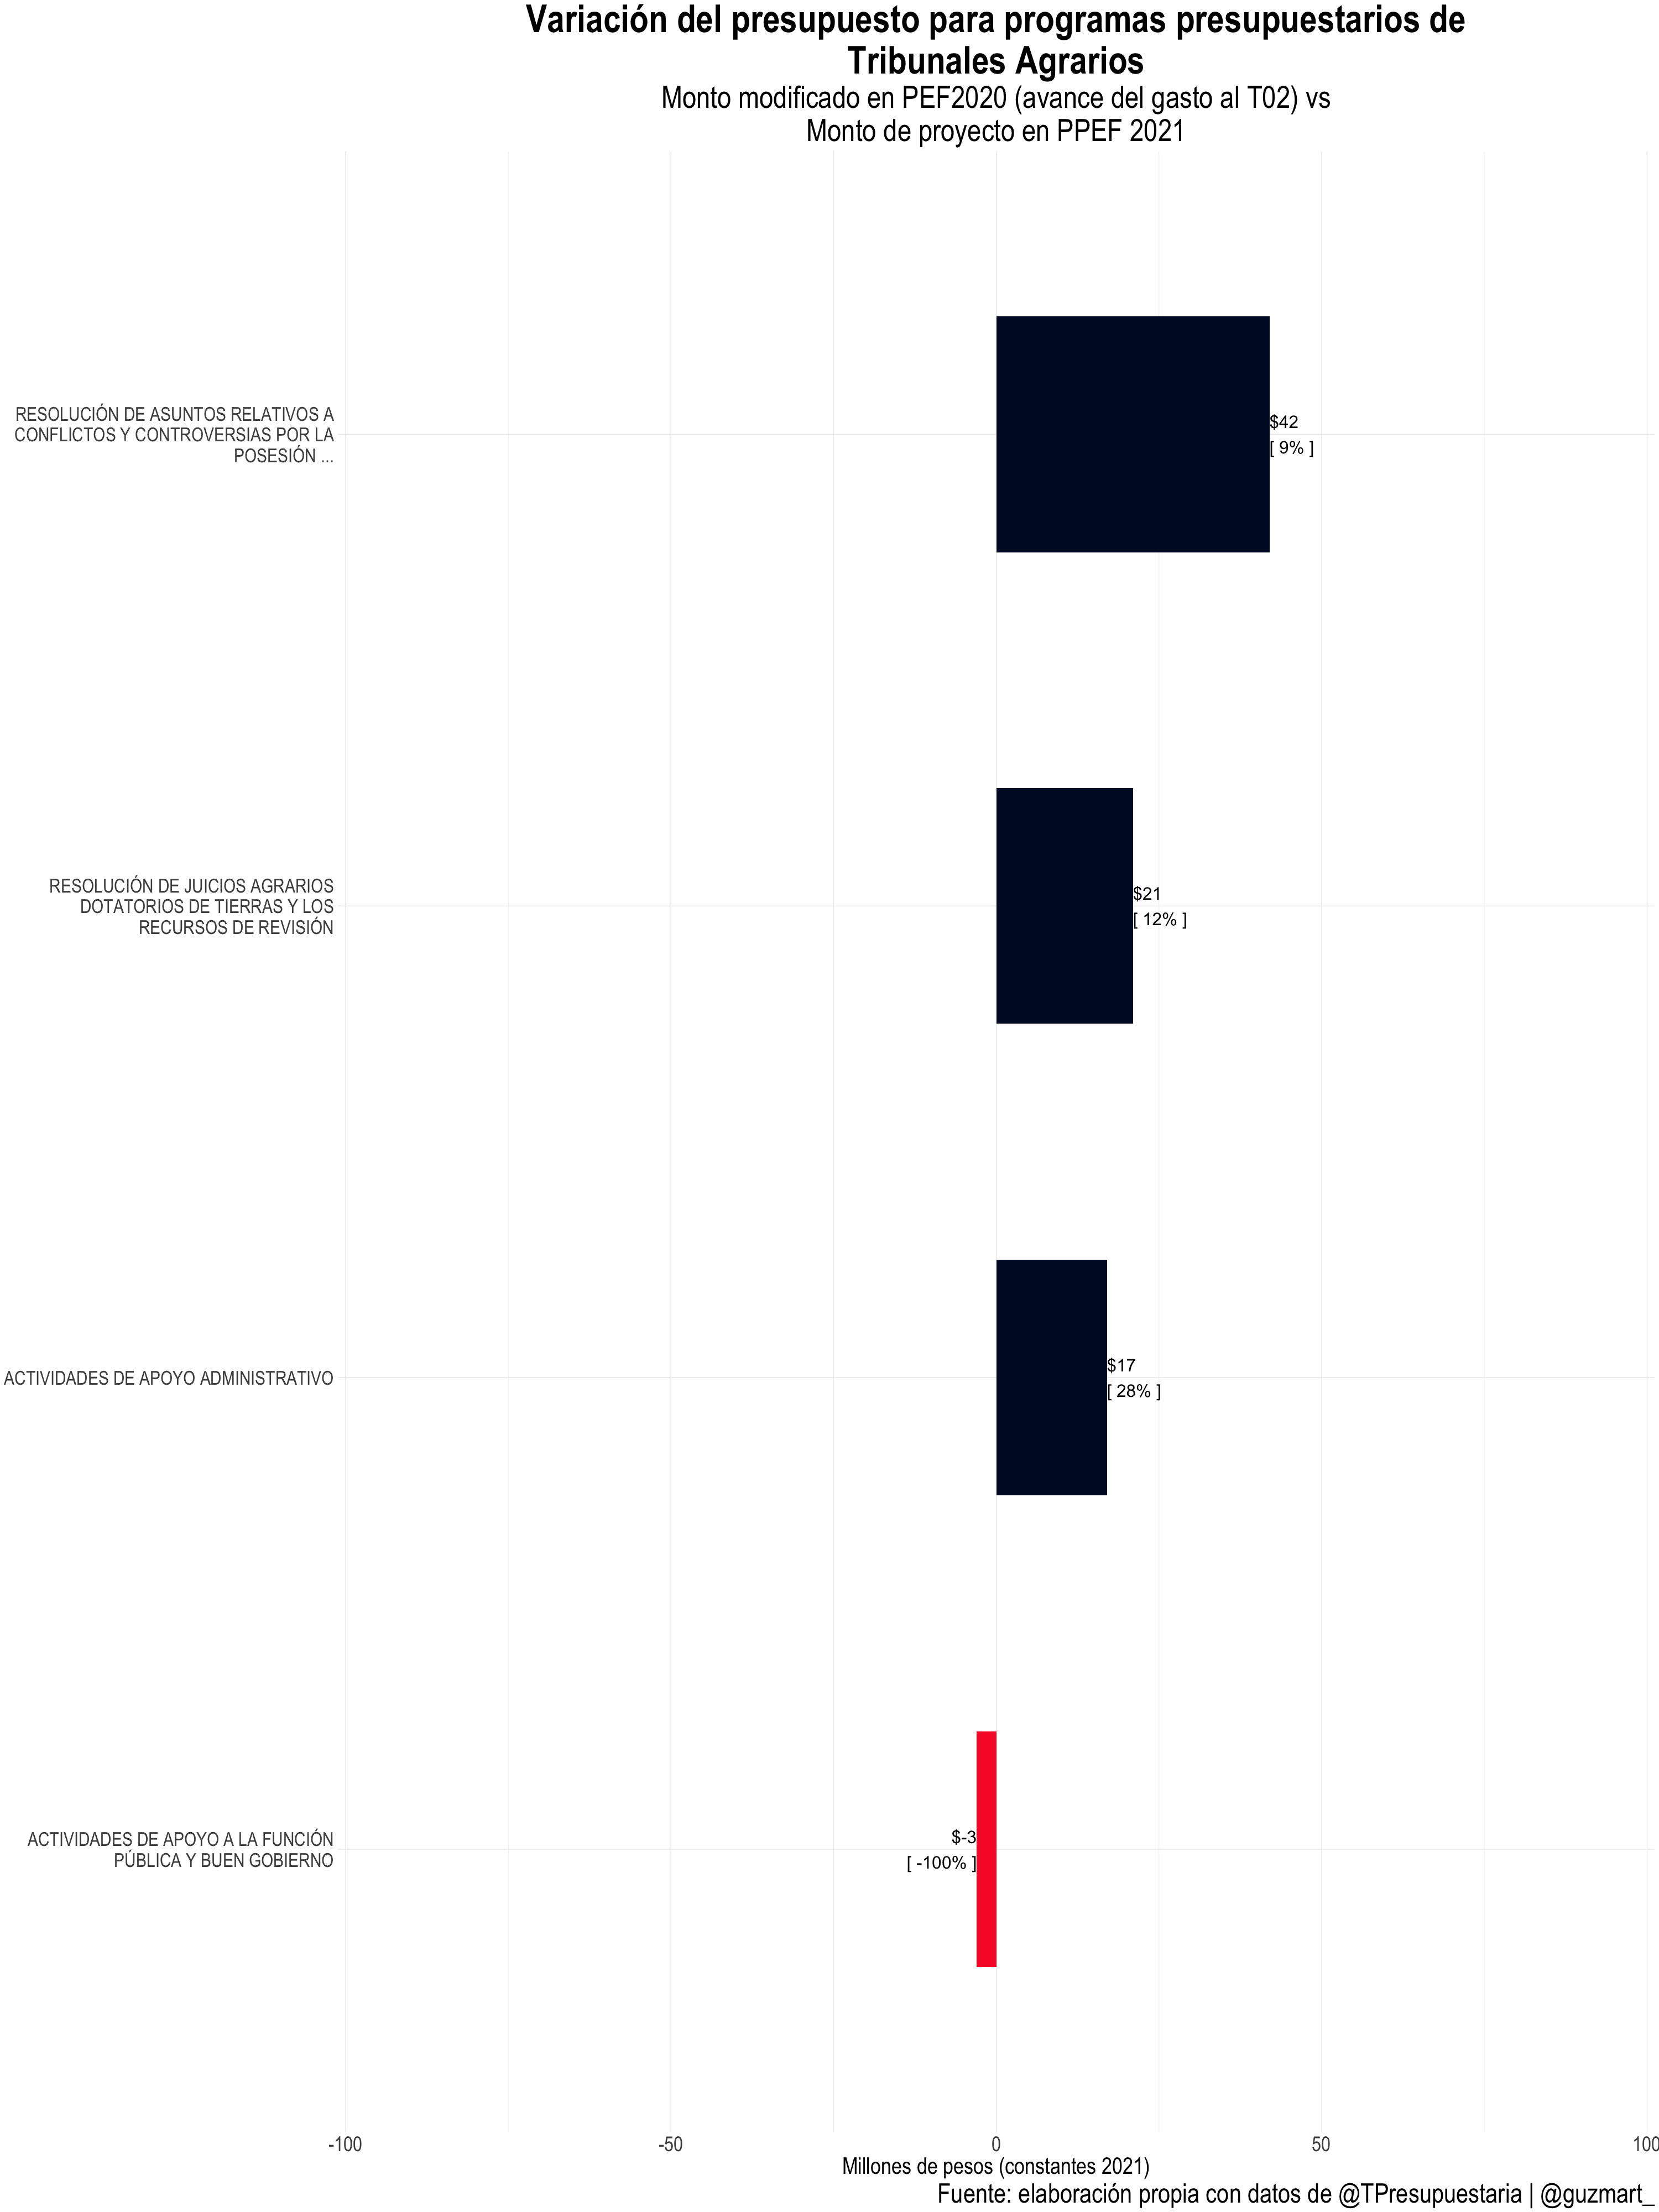 Variación del presupuesto para programas presupuestarios de
Tribunales Agrarios
Monto modificado en PEF2020 (avance del gasto al T02) vs
Monto de proyecto en PPEF 2021
RESOLUCIÓN DE ASUNTOS RELATIVOS A
CONFLICTOS Y CONTROVERSIAS POR LA
POSESIÓN ...
$42
[ 9% ]
RESOLUCIÓN DE JUICIOS AGRARIOS
DOTATORIOS DE TIERRAS Y LOS
RECURSOS DE REVISIÓN
$21
[ 12% ]
ACTIVIDADES DE APOYO ADMINISTRATIVO
$17
[ 28% ]
ACTIVIDADES DE APOYO A LA FUNCIÓN
PÚBLICA Y BUEN GOBIERNO
$-3
[ -100% ]
-100 -50 0 50 100
Millones de pesos (constantes 2021)
Fuente: elaboración propia con datos de @TPresupuestaria | @guzmart_